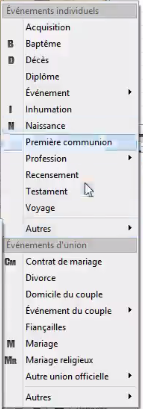 Événements individuels
Acquisition
B Baptême
D Décès
Diplôme
Événement
I Inhumation
N Naissance
Première communion
Profession
Recensement
Testament
Voyage
Autres
Événements d'union
CM Contrat de mariage
Divorce
Domicile du couple
Événement du couple
Fiançailles
M Mariage
MR Mariage religieux
Autre union officielle
Autres